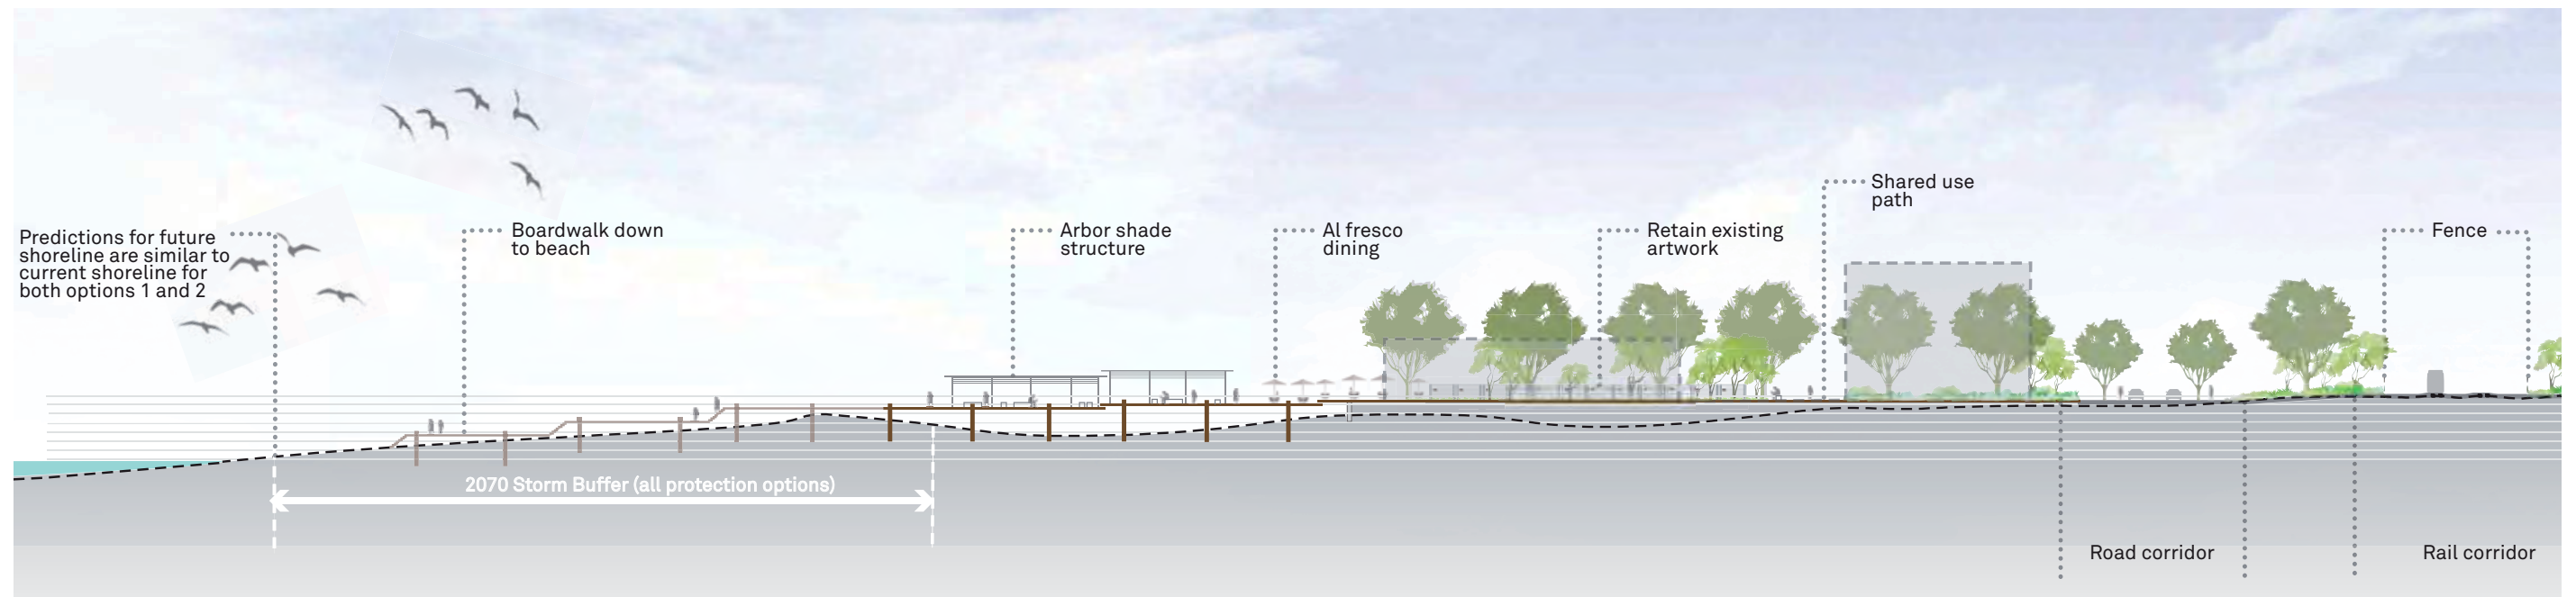 Predictions for future
shoreline are similar to
current shoreline for
both options 1 and 2
Boardwalk down
to beach
Arbor shade
structure
Al fresco
dining
Retain existing
artwork
Shared use
path
Fence
2070 Storm Buffer (all protection options)
Road corridor
Rail corridor